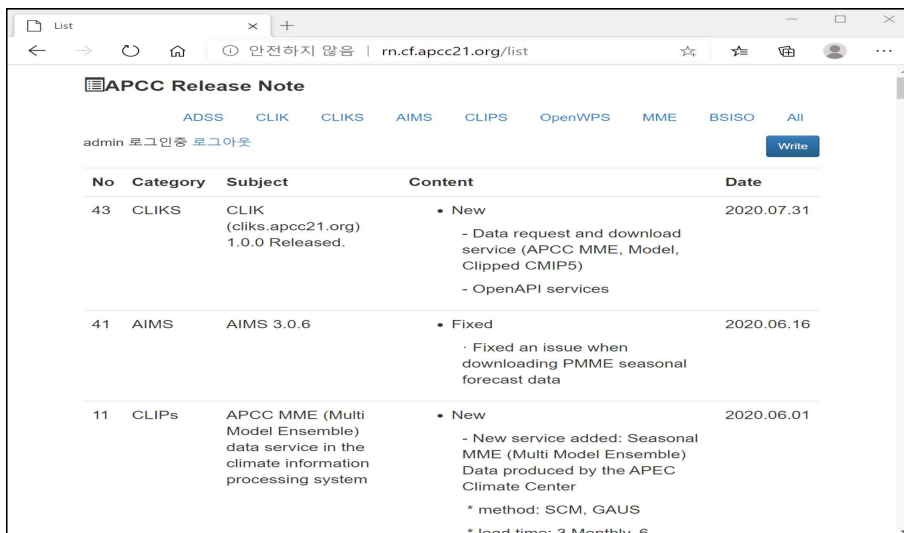 List
안전하지 않음 | rn.cf.apcc21.org/list
APCC Release Note
ADSS CLIK CLIKS AIMS CLIPS OpenWPS MME BSISO All
admin 로그인중 로그아웃
Write
No Category Subject Content Date
43 CLIKS CLIK
(cliks.apcc21.org)
1.0.0 Released.
• New
- Data request and download
service (APCC MME, Model,
Clipped CMIP5)
- OpenAPI services
2020.07.31
41 AIMS AIMS 3.0.6
• Fixed
· Fixed an issue when
downloading PMME seasonal
forecast data
2020.06.16
11 CLIPs APCC MME (Multi
Model Ensemble)
data service in the
climate information
processing system
• New
- New service added: Seasonal
MME (Multi Model Ensemble)
Data produced by the APEC
Climate Center
* method: SCM, GAUS
* lead time: 3 Monthly, 6
2020.06.01